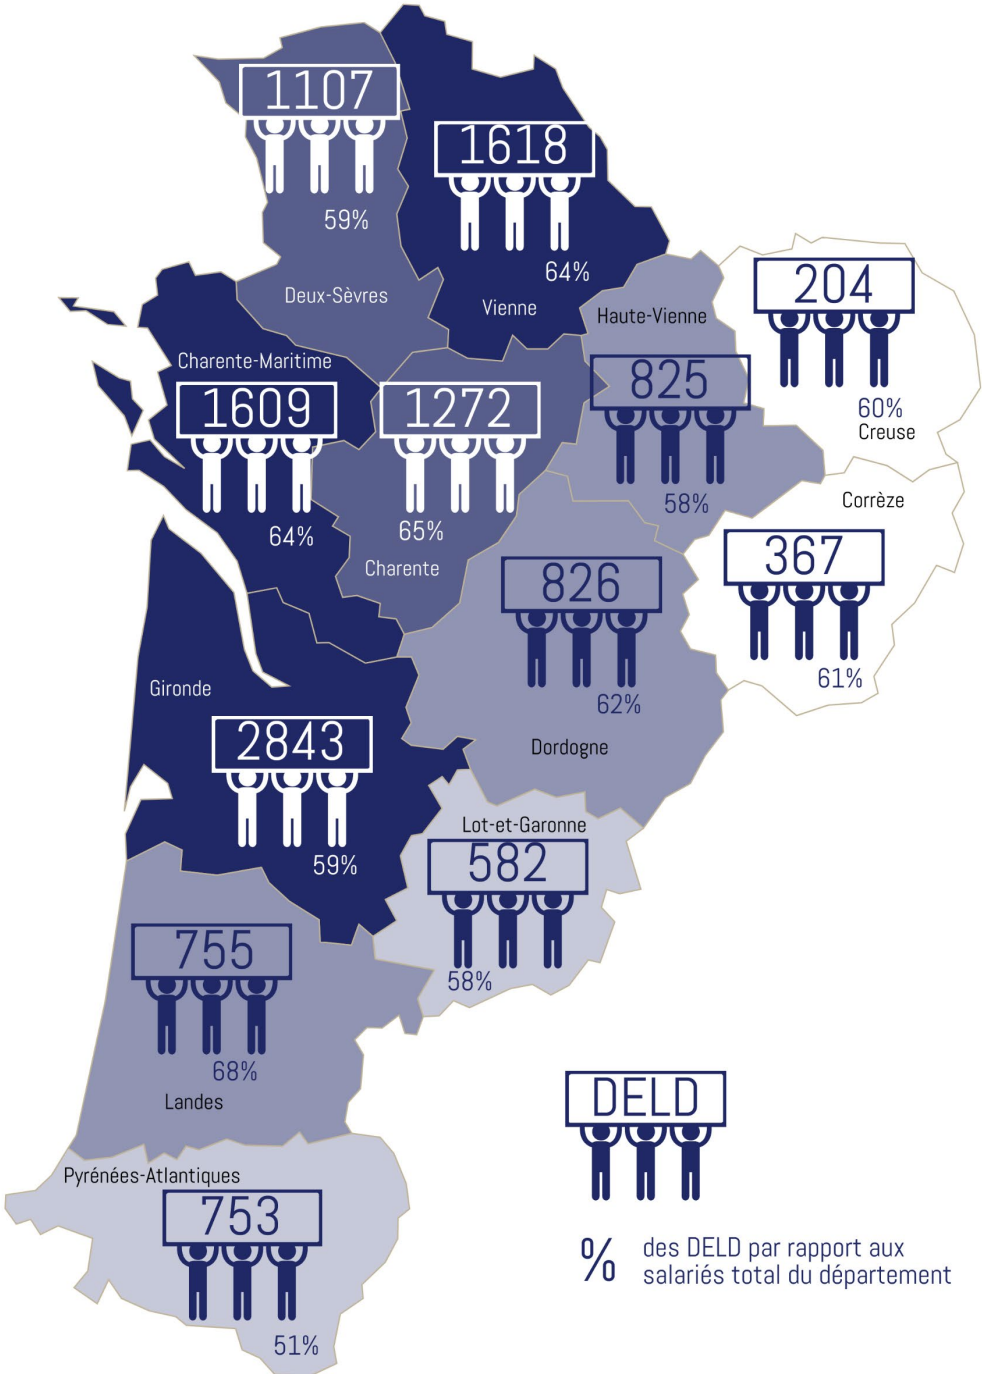 1107
59%
Deux-Sèvres
1618
64%
Vienne
Haute-Vienne
825
58%
204
60%
Creuse
Charente-Maritime
1609
64%
1272
65%
Charente
Corrèze
367
61%
826
62%
Dordogne
Gironde
2843
59%
Lot-et-Garonne
582
58%
755
68%
Landes
Pyrénées-Atlantiques
753
51%
DELD
% des DELD par rapport aux
salariés total du département